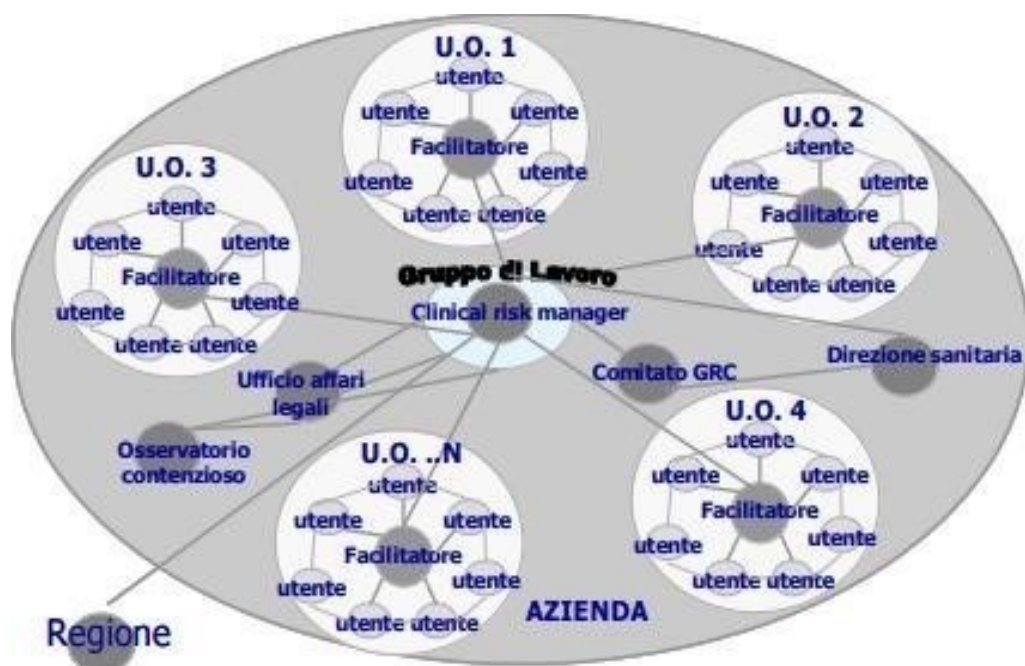 U.O. 1
utente
utente
utente
Facilitatore
utente
utente
utente
utente
U.O. 2
utente
utente
utente
Facilitatore
utente
utente
utente
utente
U.O. 3
utente
utente
utente
Facilitatore
utente
utente
utente
utente
Gruppo di Lavoro
Clinical risk manager
Ufficio affari
legali
Comitato GRC
Direzione sanitaria
Osservatorio
contenzioso
U.O. ..N
utente
utente
utente
Facilitatore
utente
utente
utente
utente
U.O. 4
utente
utente
utente
Facilitatore
utente
utente
utente
utente
AZIENDA
Regione